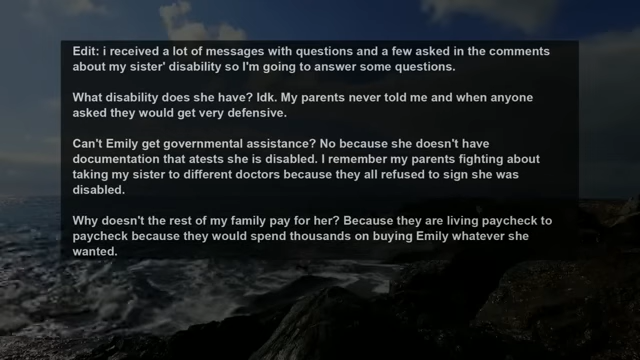 Edit: i received a lot of messages with questions and a few asked in the comments
about my sister' disability so I'm going to answer some questions.
What disability does she have? Idk. My parents never told me and when anyone
asked they would get very defensive.
Can't Emily get governmental assistance? No because she doesn't have
documentation that atests she is disabled. I remember my parents fighting about
taking my sister to different doctors because they all refused to sign she was
disabled.
Why doesn't the rest of my family pay for her? Because they are living paycheck to
paycheck because they would spend thousands on buying Emily whatever she
wanted.